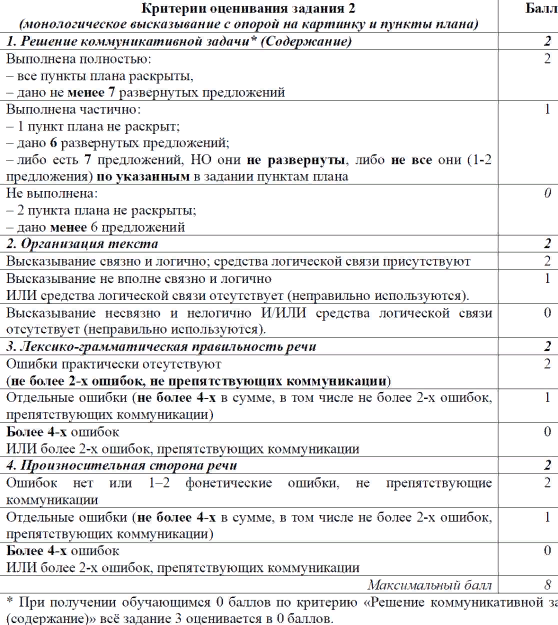 Критерии оценивания задания 2 Балл
(монологическое высказывание с опорой на картинку и пункты плана)
1. Решение коммуникативной задачи* (Содержание) 2
Выполнена полностью: 2
– все пункты плана раскрыты,
– дано не менее 7 развернутых предложений
Выполнена частично: 1
– 1 пункт плана не раскрыт;
– дано 6 развернутых предложений;
– либо есть 7 предложений, НО они не развернуты, либо не все они (1-2
предложения) по указанным в задании пунктам плана
Не выполнена: 0
– 2 пункта плана не раскрыты;
– дано менее 6 предложений
2. Организация текста 2
Высказывание связно и логично; средства логической связи присутствуют 2
Высказывание не вполне связно и логично 1
ИЛИ средства логической связи отсутствует (неправильно используются).
Высказывание несвязно и нелогично И/ИЛИ средства логической связи 0
отсутствует (неправильно используются).
3. Лексико-грамматическая правильность речи 2
Ошибки практически отсутствуют 2
(не более 2-х ошибок, не препятствующих коммуникации)
Отдельные ошибки (не более 4-х в сумме, в том числе не более 2-х ошибок, 1
препятствующих коммуникации)
Более 4-х ошибок 0
ИЛИ более 2-х ошибок, препятствующих коммуникации
4. Произносительная сторона речи 2
Ошибок нет или 1–2 фонетические ошибки, не препятствующие 2
коммуникации
Отдельные ошибки (не более 4-х в сумме, в том числе не более 2-х ошибок, 1
препятствующих коммуникации)
Более 4-х ошибок 0
ИЛИ более 2-х ошибок, препятствующих коммуникации
Максимальный балл 8
* При получении обучающимся 0 баллов по критерию «Решение коммуникативной за
(содержание)» всё задание 3 оценивается в 0 баллов.